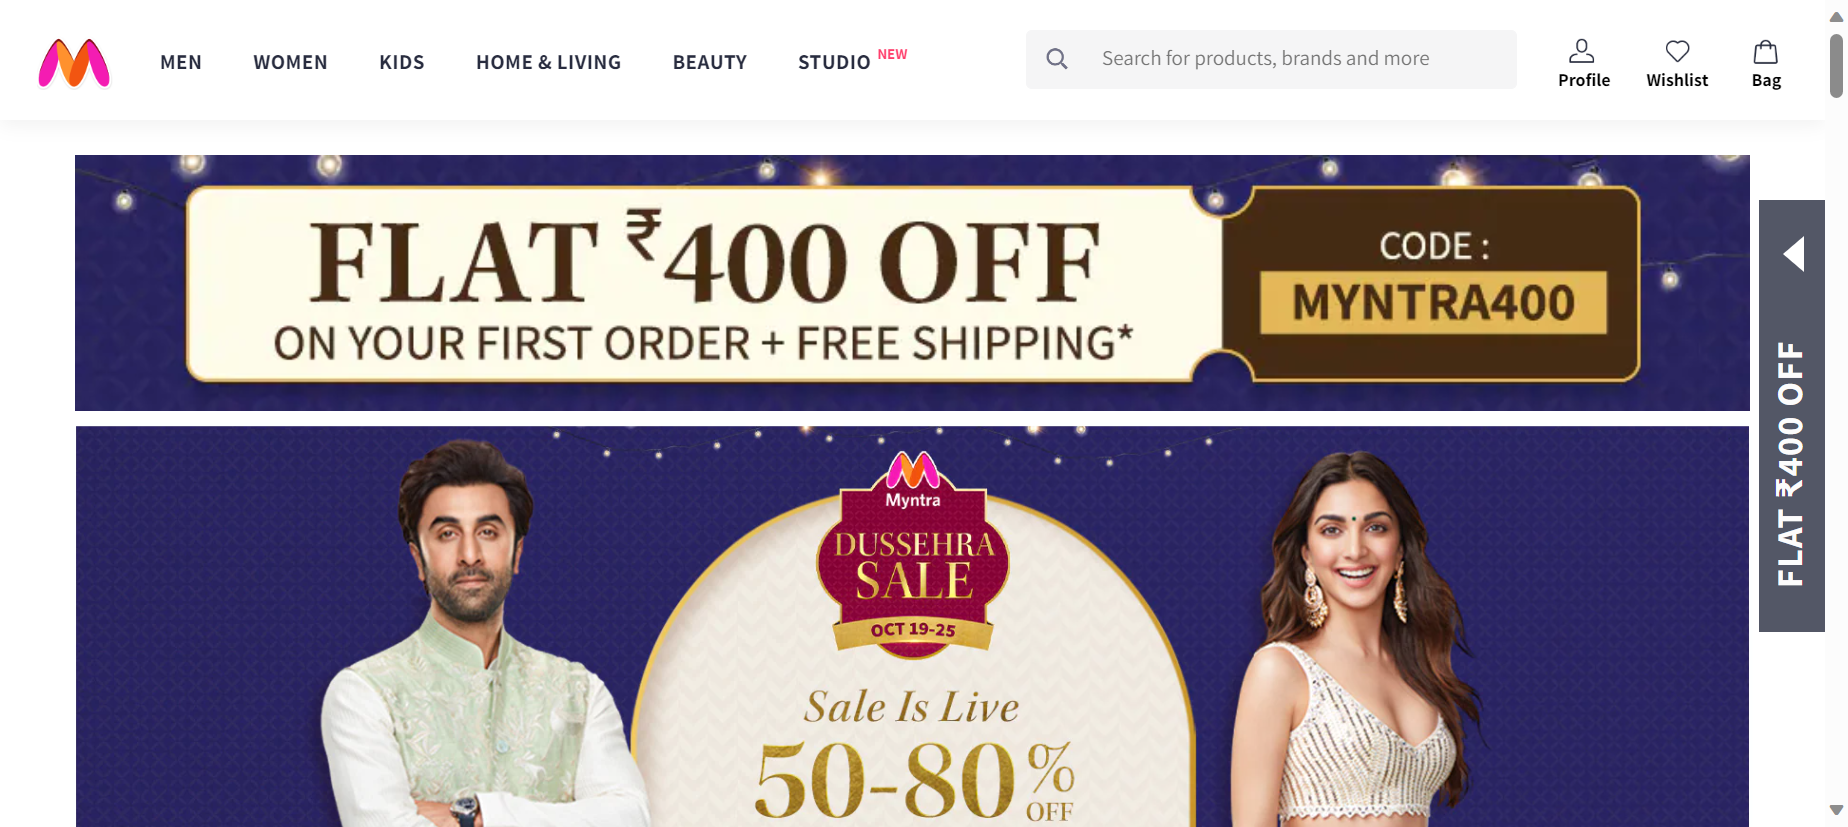 MEN WOMEN KIDS HOME & LIVING BEAUTY STUDIO NEW
Search for products, brands and more
Profile Wishlist Bag
FLAT ₹400 OFF
ON YOUR FIRST ORDER + FREE SHIPPING*
CODE :
MYNTRA400
FLAT ₹400 OFF
Myntra
DUSSEHRA
SALE
OCT 19-25
Sale Is Live
50-80%
OFF